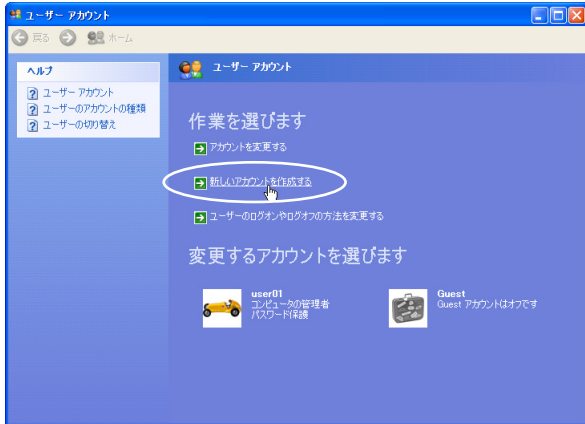 ユーザー アカウント
戻る
ホーム
ヘルプ
ユーザー アカウント
ユーザーのアカウントの種類
ユーザーの切り替え
ユーザー アカウント
作業を選びます
アカウントを変更する
新しいアカウントを作成する
ユーザーのログオンやログオフの方法を変更する
変更するアカウントを選びます
user01
コンピュータの管理者
パスワード保護
Guest
Guest アカウントはオフです